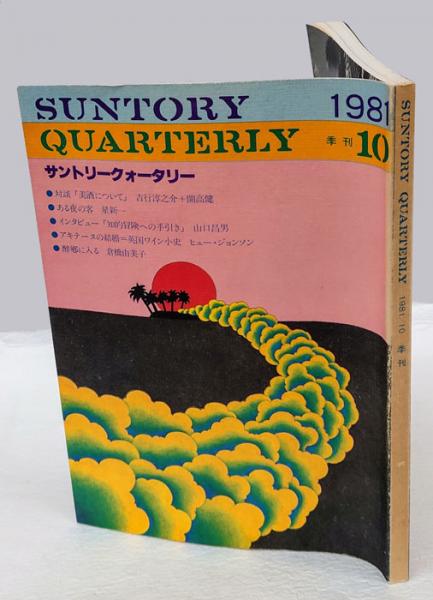 SUNTORY 1981
QUARTERLY 季刊 10
サントリークォータリー
●対談「美酒について」 吉行淳之介+開高健
●ある夜の客 星新一
●インタビュー「知的冒険への手引き」 山口昌男
●アキテーヌの結婚=英国ワイン小史 ヒュー・ジョンソン
●酔郷に入る 倉橋由美子
SUNTORY QUARTERLY 1981/10 季刊